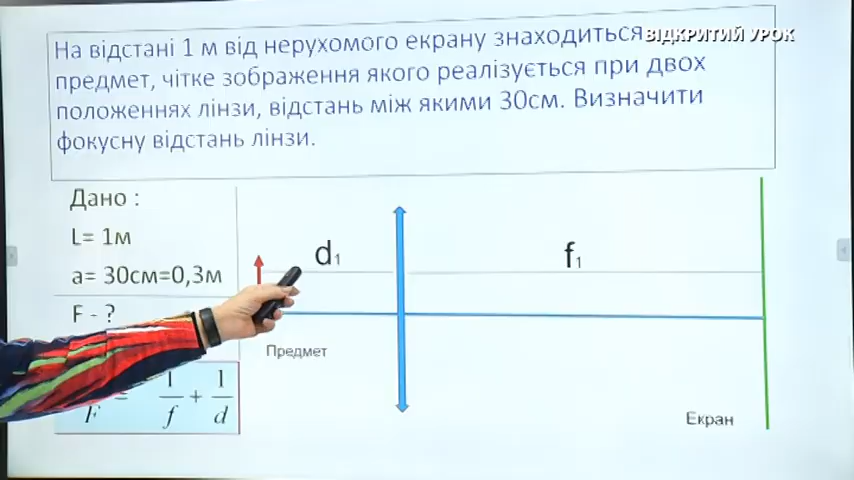 ВІДКРИТИЙ УРОК
На відстані 1 м від нерухомого екрану знаходиться
предмет, чітке зображення якого реалізується при двох
положеннях лінзи, відстань між якими 30см. Визначити
фокусну відстань лінзи.
Дано :
L= 1м
а= 30см=0,3м
F - ?
d₁
f₁
Предмет
F = 1/f + 1/d
Екран